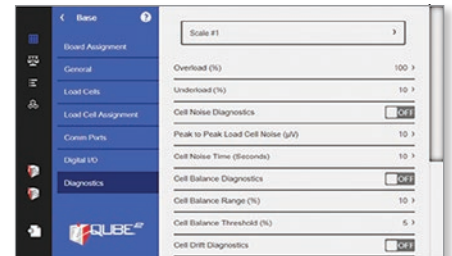 Base
?
Board Assignment
General
Load Cells
Load Cell Assignment
Comm Ports
Digital I/O
Diagnostics
iQUBE²
Scale #1
Overload (%) 100
Underload (%) 10
Cell Noise Diagnostics OFF
Peak to Peak Load Cell Noise (µV) 10
Cell Noise Time (Seconds) 10
Cell Balance Diagnostics OFF
Cell Balance Range (%) 10
Cell Balance Threshold (%) 5
Cell Drift Diagnostics OFF